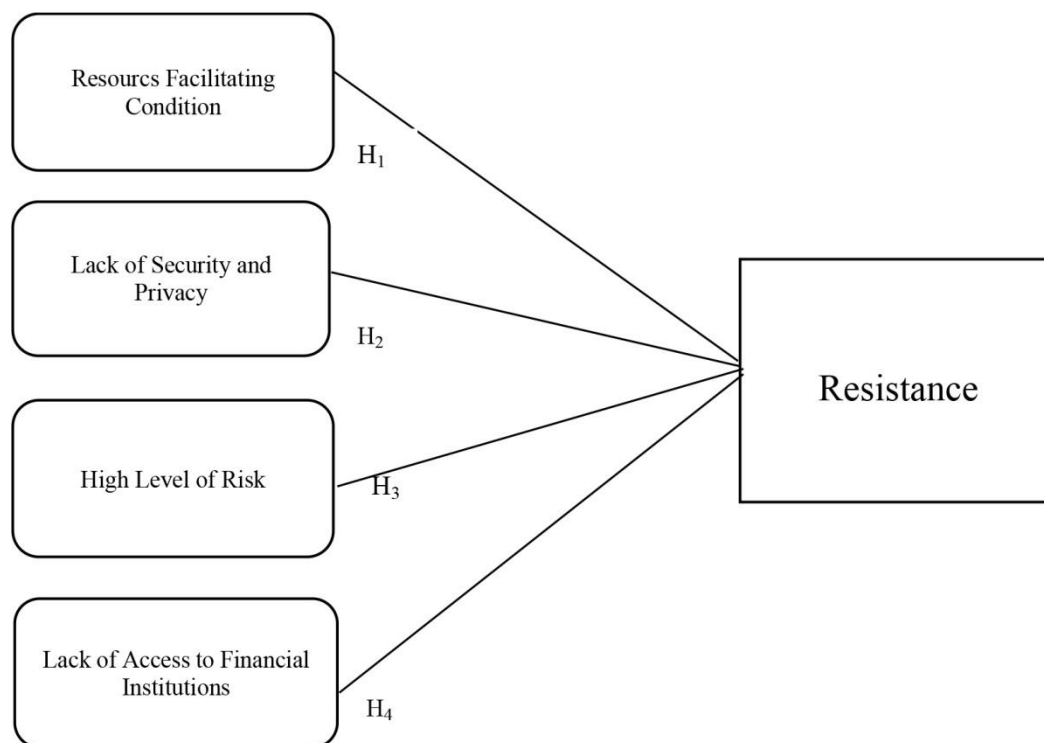 Resourcs Facilitating
Condition
H₁
Lack of Security and
Privacy
H₂
Resistance
High Level of Risk
H₃
Lack of Access to Financial
Institutions
H₄